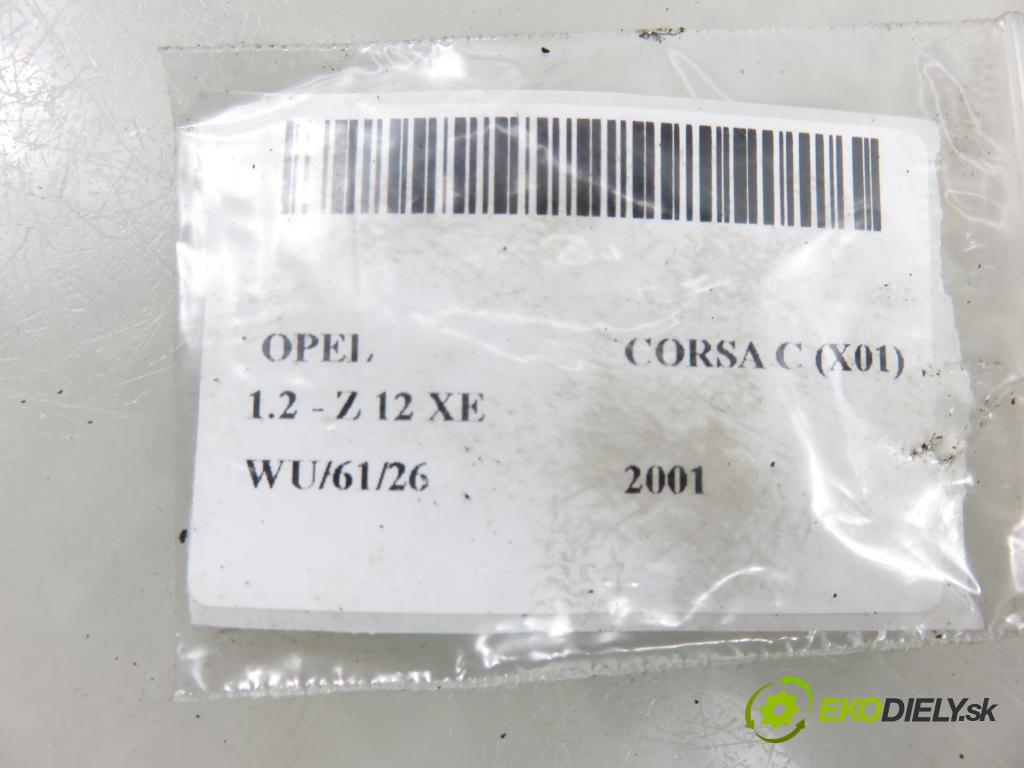 OPEL CORSA C (X01)
1.2 - Z 12 XE
WU/61/26 2001
EKODIELY.sk